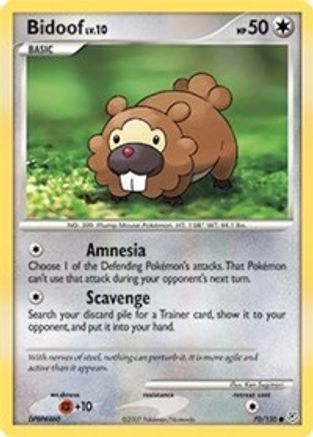 Bidoof LV.10 HP 50
BASIC
NO. 399 Plump Mouse Pokémon HT: 1'08" WT: 44.1 lbs.
Amnesia
Choose 1 of the Defending Pokémon's attacks. That Pokémon
can't use that attack during your opponent's next turn.
Scavenge
Search your discard pile for a Trainer card, show it to your
opponent, and put it into your hand.
With nerves of steel, nothing can perturb it. It is more agile and
active than it appears.
Illus. Ken Sugimori
weakness resistance retreat cost
+10
©2007 Pokémon/Nintendo 70/130